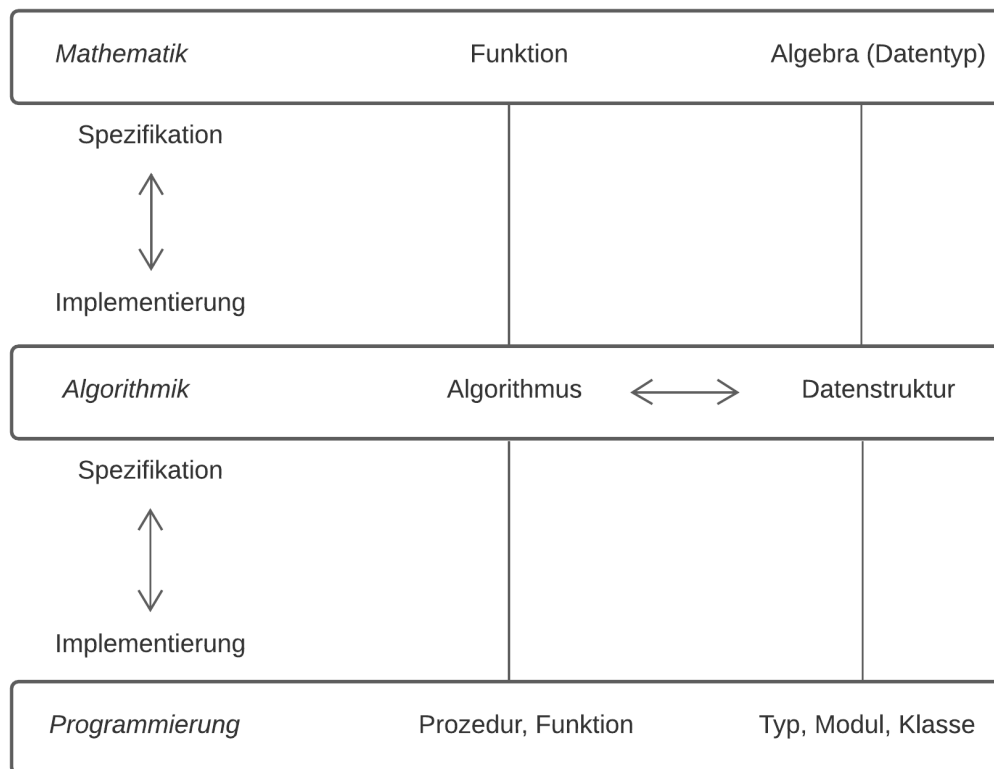 Mathematik Funktion Algebra (Datentyp)
Spezifikation
Implementierung
Algorithmik Algorithmus Datenstruktur
Spezifikation
Implementierung
Programmierung Prozedur, Funktion Typ, Modul, Klasse